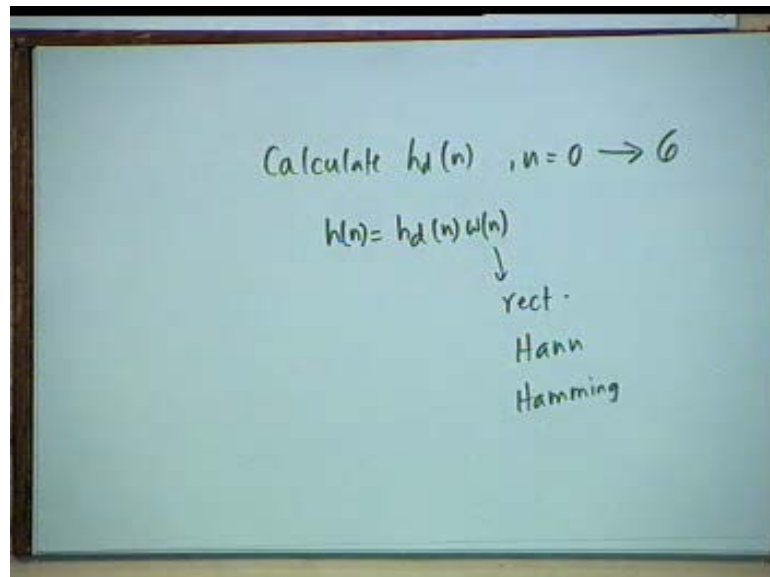 Calculate hd(n) , n = 0 → 6
h(n) = hd(n) w(n)
↓
rect.
Hann
Hamming